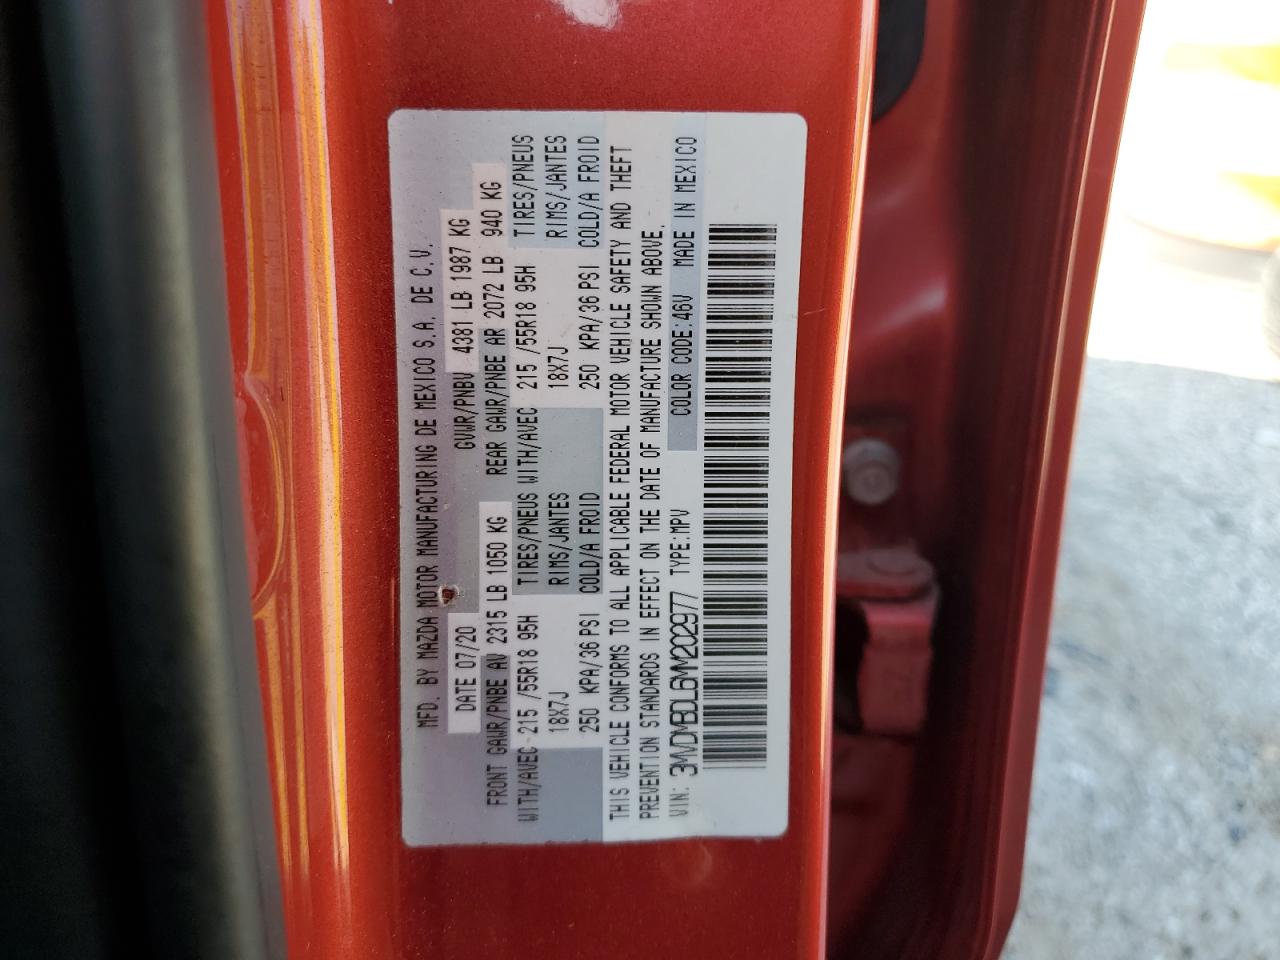 MFD. BY MAZDA MOTOR MANUFACTURING DE MEXICO S.A. DE C.V.
DATE 07/20 GVWR/PNBV 4381 LB 1987 KG
FRONT GAWR/PNBE AV 2315 LB 1050 KG REAR GAWR/PNBE AR 2072 LB 940 KG
WITH/AVEC 215 /55R18 95H TIRES/PNEUS WITH/AVEC 215 /55R18 95H TIRES/PNEUS
18X7J RIMS/JANTES 18X7J RIMS/JANTES
250 KPA/36 PSI COLD/A FROID 250 KPA/36 PSI COLD/A FROID
THIS VEHICLE CONFORMS TO ALL APPLICABLE FEDERAL MOTOR VEHICLE SAFETY AND THEFT
PREVENTION STANDARDS IN EFFECT ON THE DATE OF MANUFACTURE SHOWN ABOVE.
VIN: 3MVDMBDL6MM202977 TYPE:MPV COLOR CODE:46V MADE IN MEXICO